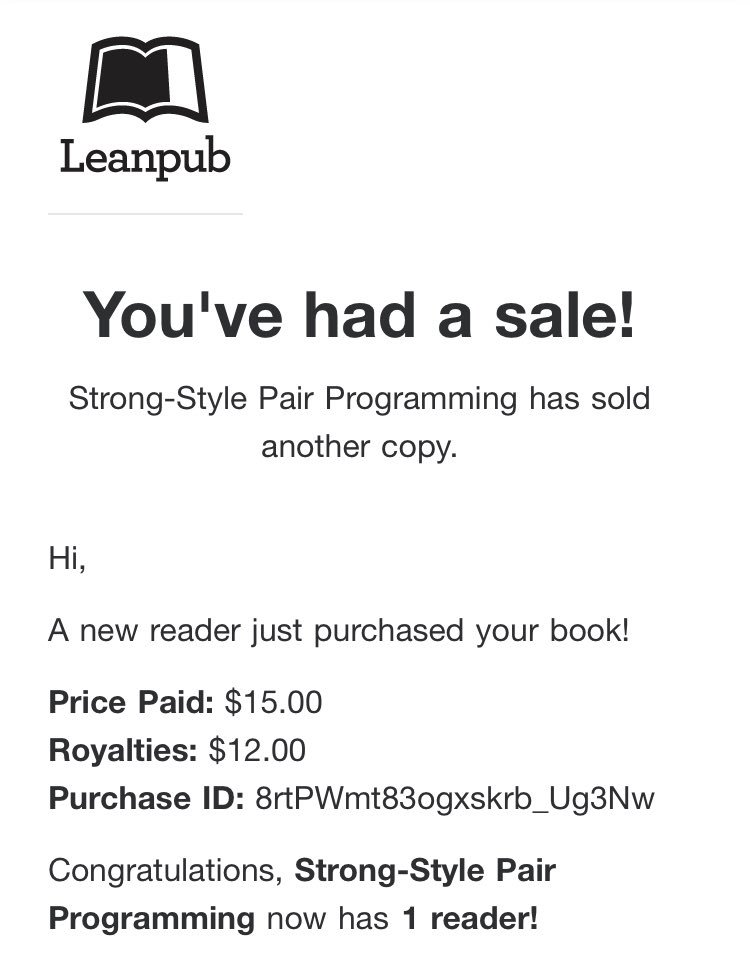 Leanpub
You've had a sale!
Strong-Style Pair Programming has sold
another copy.
Hi,
A new reader just purchased your book!
Price Paid: $15.00
Royalties: $12.00
Purchase ID: 8rtPWmt83ogxskrb_Ug3Nw
Congratulations, Strong-Style Pair
Programming now has 1 reader!